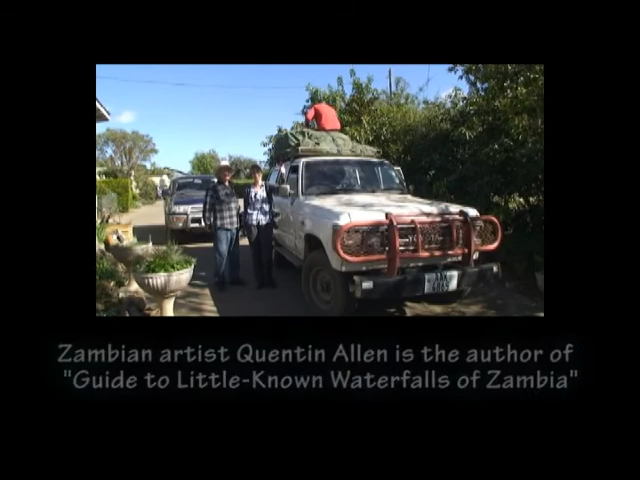 Zambian artist Quentin Allen is the author of
"Guide to Little-Known Waterfalls of Zambia"